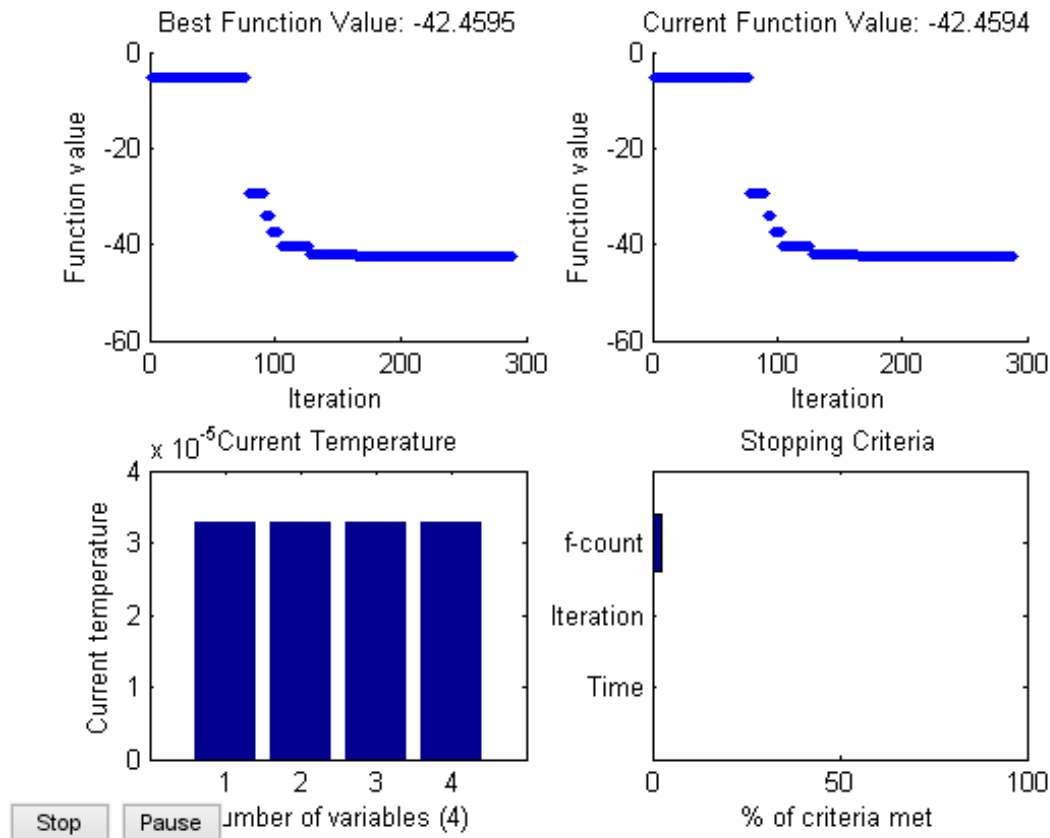 Best Function Value: -42.4595
0
-20
-40
-60
Function value
0 100 200 300
Iteration
Current Function Value: -42.4594
0
-20
-40
-60
Function value
0 100 200 300
Iteration
x 10^-5 Current Temperature
4
3
2
1
0
Current temperature
1 2 3 4
umber of variables (4)
Stopping Criteria
f-count
Iteration
Time
0 50 100
% of criteria met
Stop
Pause